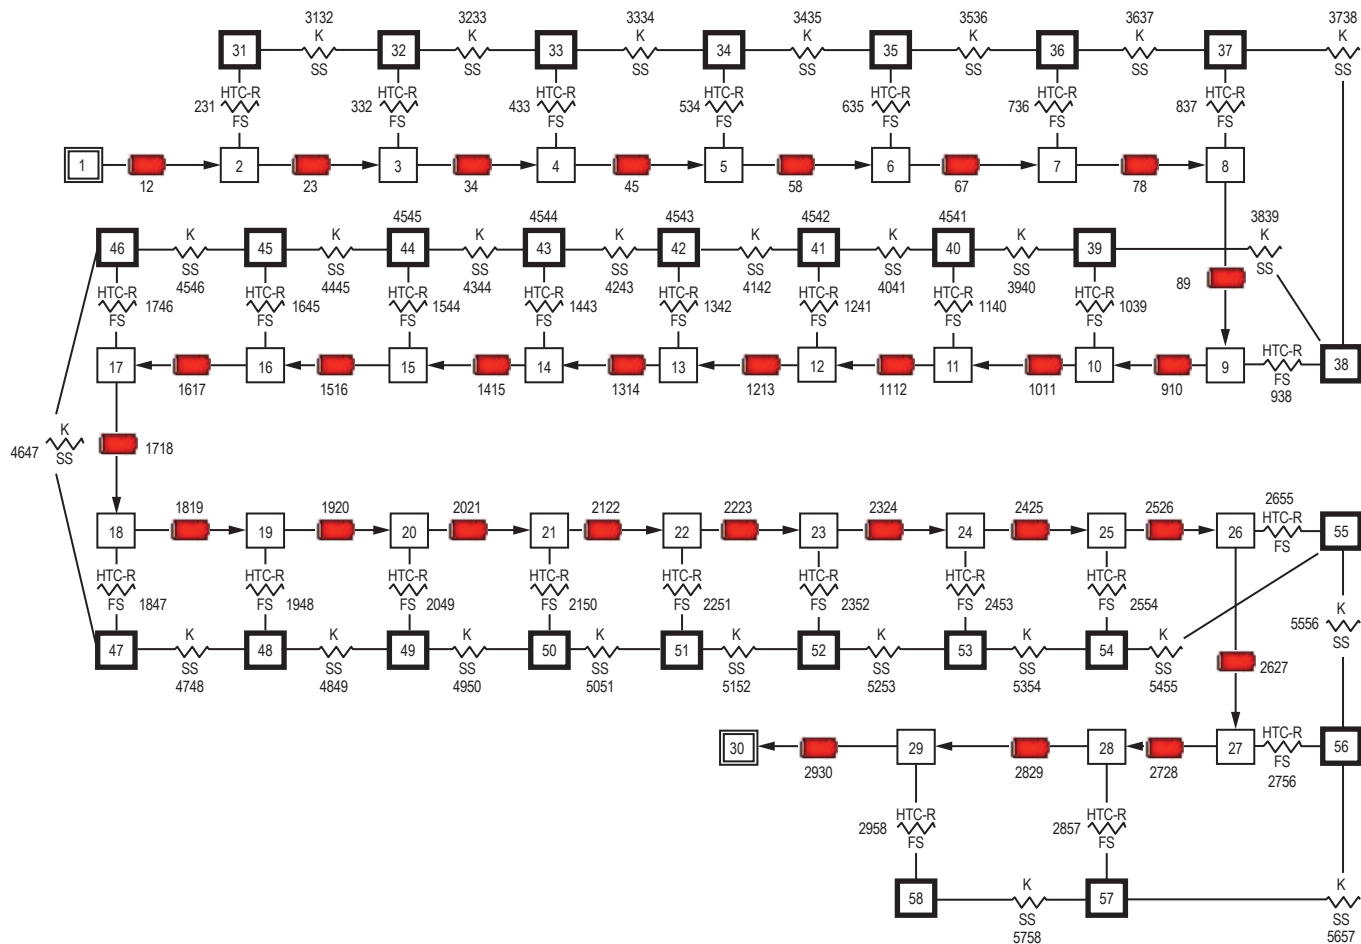 3132 3233 3334 3435 3536 3637 3738
K K K K K K K
31 32 33 34 35 36 37
SS SS SS SS SS SS SS
HTC-R HTC-R HTC-R HTC-R HTC-R HTC-R HTC-R
231 332 433 534 635 736 837
FS FS FS FS FS FS FS
1 2 3 4 5 6 7 8
12 23 34 45 58 67 78
4545 4544 4543 4542 4541 3839
K K K K K K K K
46 45 44 43 42 41 40 39
SS SS SS SS SS SS SS SS
4546 4445 4344 4243 4142 4041 3940 89
HTC-R 1746 HTC-R 1645 HTC-R 1544 HTC-R 1443 HTC-R 1342 HTC-R 1241 HTC-R 1140 HTC-R 1039
FS FS FS FS FS FS FS FS
HTC-R
17 16 15 14 13 12 11 10 9 38
FS
1617 1516 1415 1314 1213 1112 1011 910 938
K
4647 1718
SS
1819 1920 2021 2122 2223 2324 2425 2526 2655
HTC-R
18 19 20 21 22 23 24 25 26 55
FS
HTC-R HTC-R HTC-R HTC-R HTC-R HTC-R HTC-R HTC-R
FS 1847 FS 1948 FS 2049 FS 2150 FS 2251 FS 2352 FS 2453 FS 2554
K
5556
SS
K K K K K K K K
47 48 49 50 51 52 53 54
SS SS SS SS SS SS SS SS
4748 4849 4950 5051 5152 5253 5354 5455
2627
HTC-R
30 29 28 27 56
FS
2930 2829 2728 2756
HTC-R HTC-R
2958 2857
FS FS
K K
58 57
SS SS
5758 5657